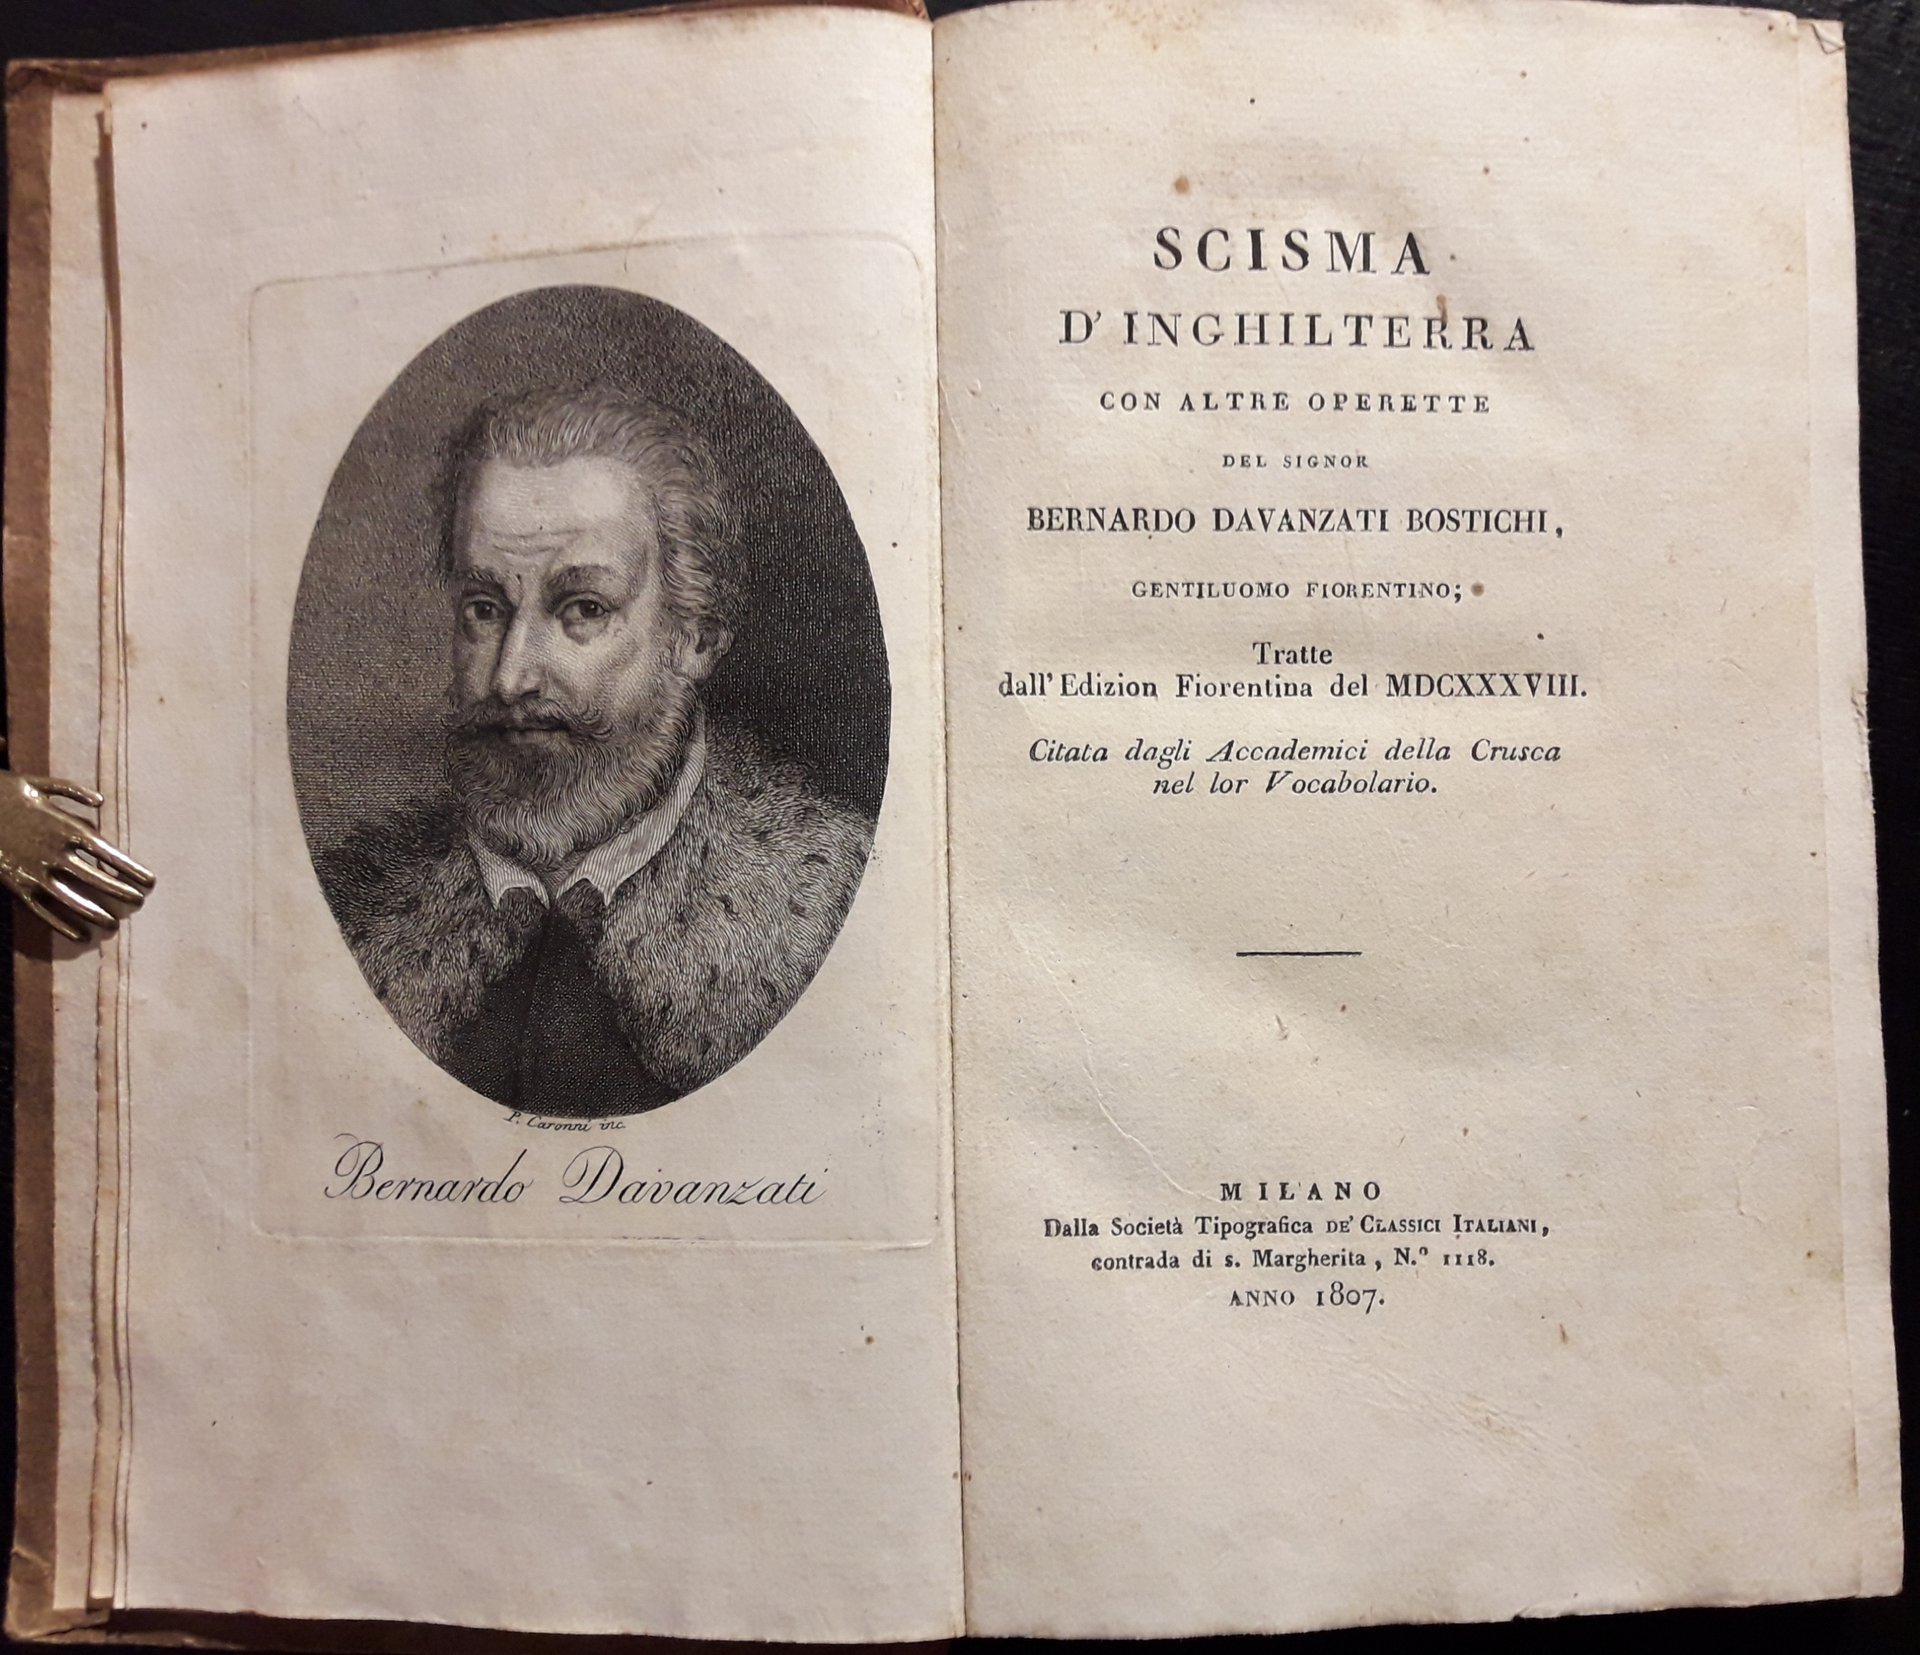 P. Caronni inc.
Bernardo Davanzati
SCISMA
D' INGHILTERRA
CON ALTRE OPERETTE
DEL SIGNOR
BERNARDO DAVANZATI BOSTICHI,
GENTILUOMO FIORENTINO;
Tratte
dall' Edizion Fiorentina del MDCXXXVIII.
Citata dagli Accademici della Crusca
nel lor Vocabolario.
MILANO
Dalla Società Tipografica DE' CLASSICI ITALIANI,
contrada di s. Margherita, N.º 1118.
ANNO 1807.